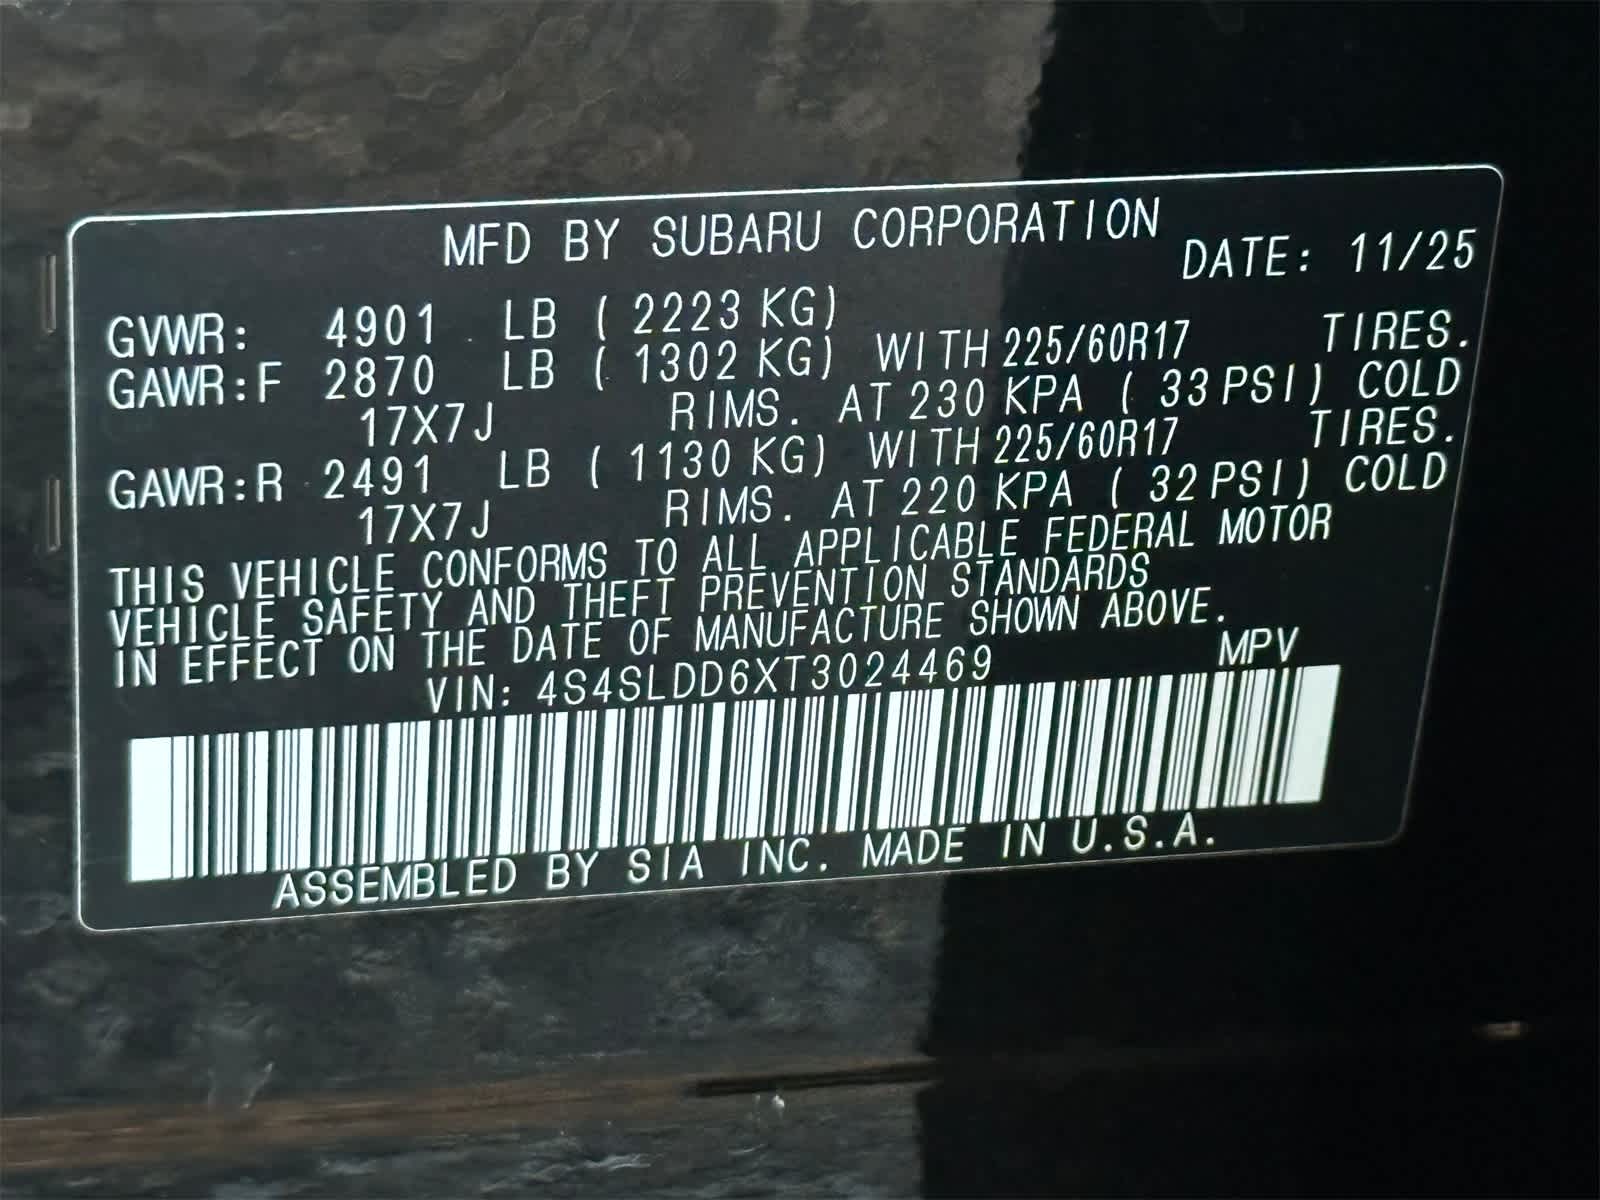 MFD BY SUBARU CORPORATION
DATE: 11/25
GVWR: 4901 LB ( 2223 KG)
GAWR:F 2870 LB ( 1302 KG) WITH 225/60R17 TIRES.
17X7J RIMS. AT 230 KPA ( 33 PSI) COLD
GAWR:R 2491 LB ( 1130 KG) WITH 225/60R17 TIRES.
17X7J RIMS. AT 220 KPA ( 32 PSI) COLD
THIS VEHICLE CONFORMS TO ALL APPLICABLE FEDERAL MOTOR
VEHICLE SAFETY AND THEFT PREVENTION STANDARDS
IN EFFECT ON THE DATE OF MANUFACTURE SHOWN ABOVE.
VIN: 4S4SLDD6XT3024469 MPV
ASSEMBLED BY SIA INC. MADE IN U.S.A.